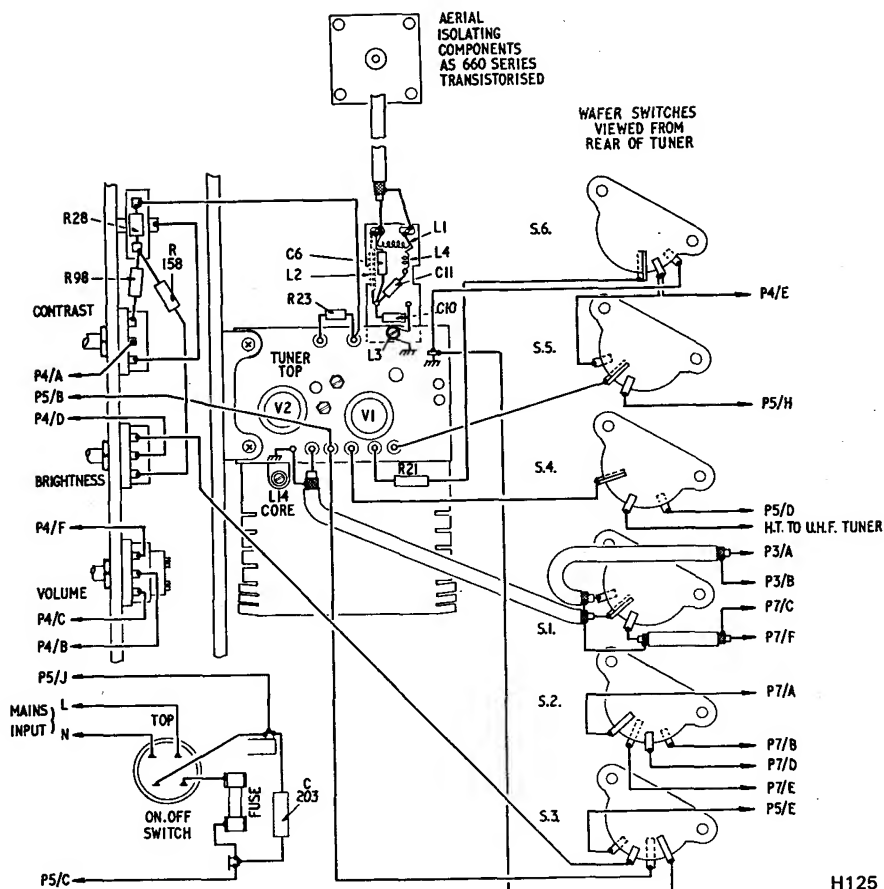 AERIAL
ISOLATING
COMPONENTS
AS 660 SERIES
TRANSISTORISED
WAFER SWITCHES
VIEWED FROM
REAR OF TUNER
R28
R
158
R98
CONTRAST
P4/A
P5/B
P4/D
BRIGHTNESS
P4/F
VOLUME
P4/C
P4/B
P5/J
MAINS
INPUT
L
N
TOP
ON.OFF
SWITCH
FUSE
C
203
P5/C
C6
L2
R23
L1
L4
C11
C10
L3
TUNER
TOP
V2
V1
R21
L14
CORE
S.6.
P4/E
S.5.
P5/H
S.4.
P5/D
H.T. TO U.H.F. TUNER
P3/A
P3/B
P7/C
S.1.
P7/F
S.2.
P7/A
P7/B
P7/D
P7/E
S.3.
P5/E
H125